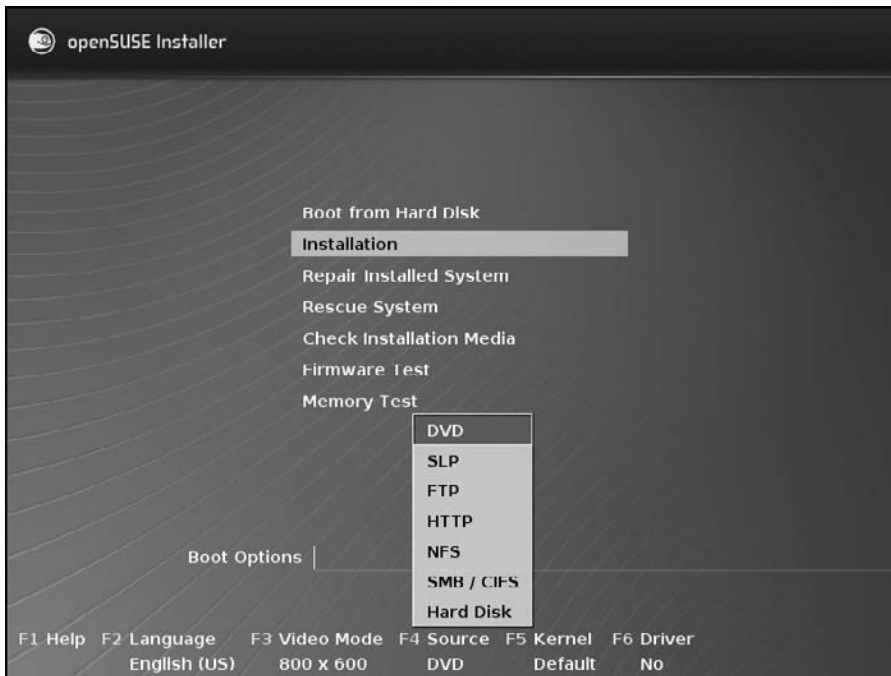 openSUSE Installer
Boot from Hard Disk
Installation
Repair Installed System
Rescue System
Check Installation Media
Firmware Test
Memory Test
DVD
SLP
FTP
HTTP
NFS
SMB / CIFS
Hard Disk
Boot Options
F1 Help F2 Language F3 Video Mode F4 Source F5 Kernel F6 Driver
English (US) 800 x 600 DVD Default No